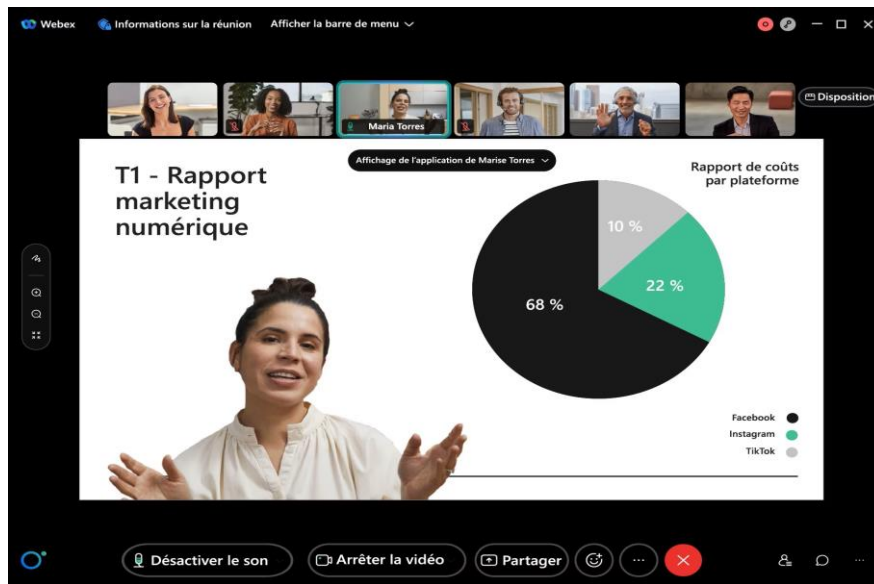 Webex
Informations sur la réunion
Afficher la barre de menu
Disposition
Maria Torres
Affichage de l'application de Marise Torres
T1 - Rapport
marketing
numérique
Rapport de coûts
par plateforme
10 %
22 %
68 %
Facebook
Instagram
TikTok
Désactiver le son
Arrêter la vidéo
Partager